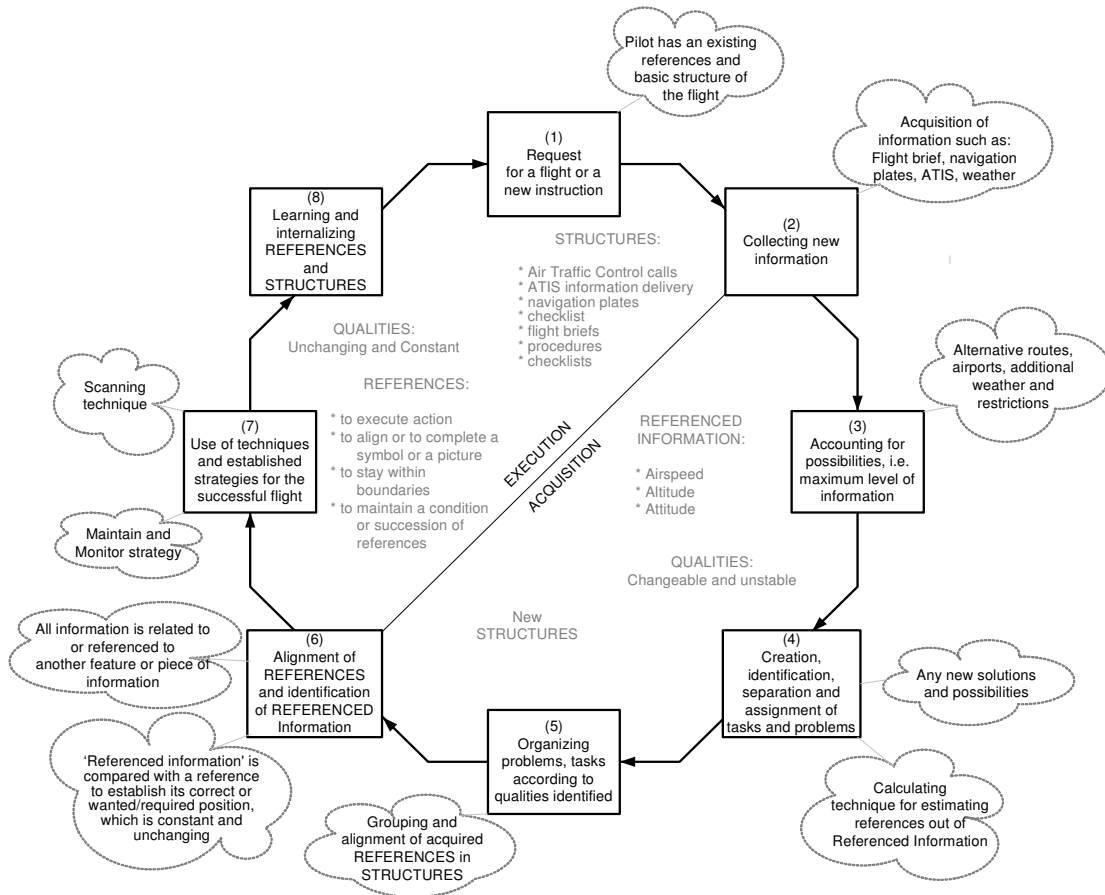 Pilot has an existing
references and
basic structure of
the flight
(1)
Request
for a flight or a
new instruction
Acquisition of
information such as:
Flight brief, navigation
plates, ATIS, weather
(2)
Collecting new
information
(8)
Learning and
internalizing
REFERENCES
and
STRUCTURES
STRUCTURES:
* Air Traffic Control calls
* ATIS information delivery
* navigation plates
* checklist
* flight briefs
* procedures
* checklists
QUALITIES:
Unchanging and Constant
REFERENCES:
* to execute action
* to align or to complete a
symbol or a picture
* to stay within
boundaries
* to maintain a condition
or succession of
references
EXECUTION
ACQUISITION
REFERENCED
INFORMATION:
* Airspeed
* Altitude
* Attitude
QUALITIES:
Changeable and unstable
New
STRUCTURES
Alternative routes,
airports, additional
weather and
restrictions
(3)
Accounting for
possibilities, i.e.
maximum level of
information
Scanning
technique
(7)
Use of techniques
and established
strategies for the
successful flight
Maintain and
Monitor strategy
All information is related to
or referenced to
another feature or piece of
information
(6)
Alignment of
REFERENCES
and identification
of REFERENCED
Information
(4)
Creation,
identification,
separation and
assignment of
tasks and problems
Any new solutions
and possibilities
'Referenced information' is
compared with a reference
to establish its correct or
wanted/required position,
which is constant and
unchanging
(5)
Organizing
problems, tasks
according to
qualities identified
Calculating
technique for estimating
references out of
Referenced Information
Grouping and
alignment of acquired
REFERENCES in
STRUCTURES